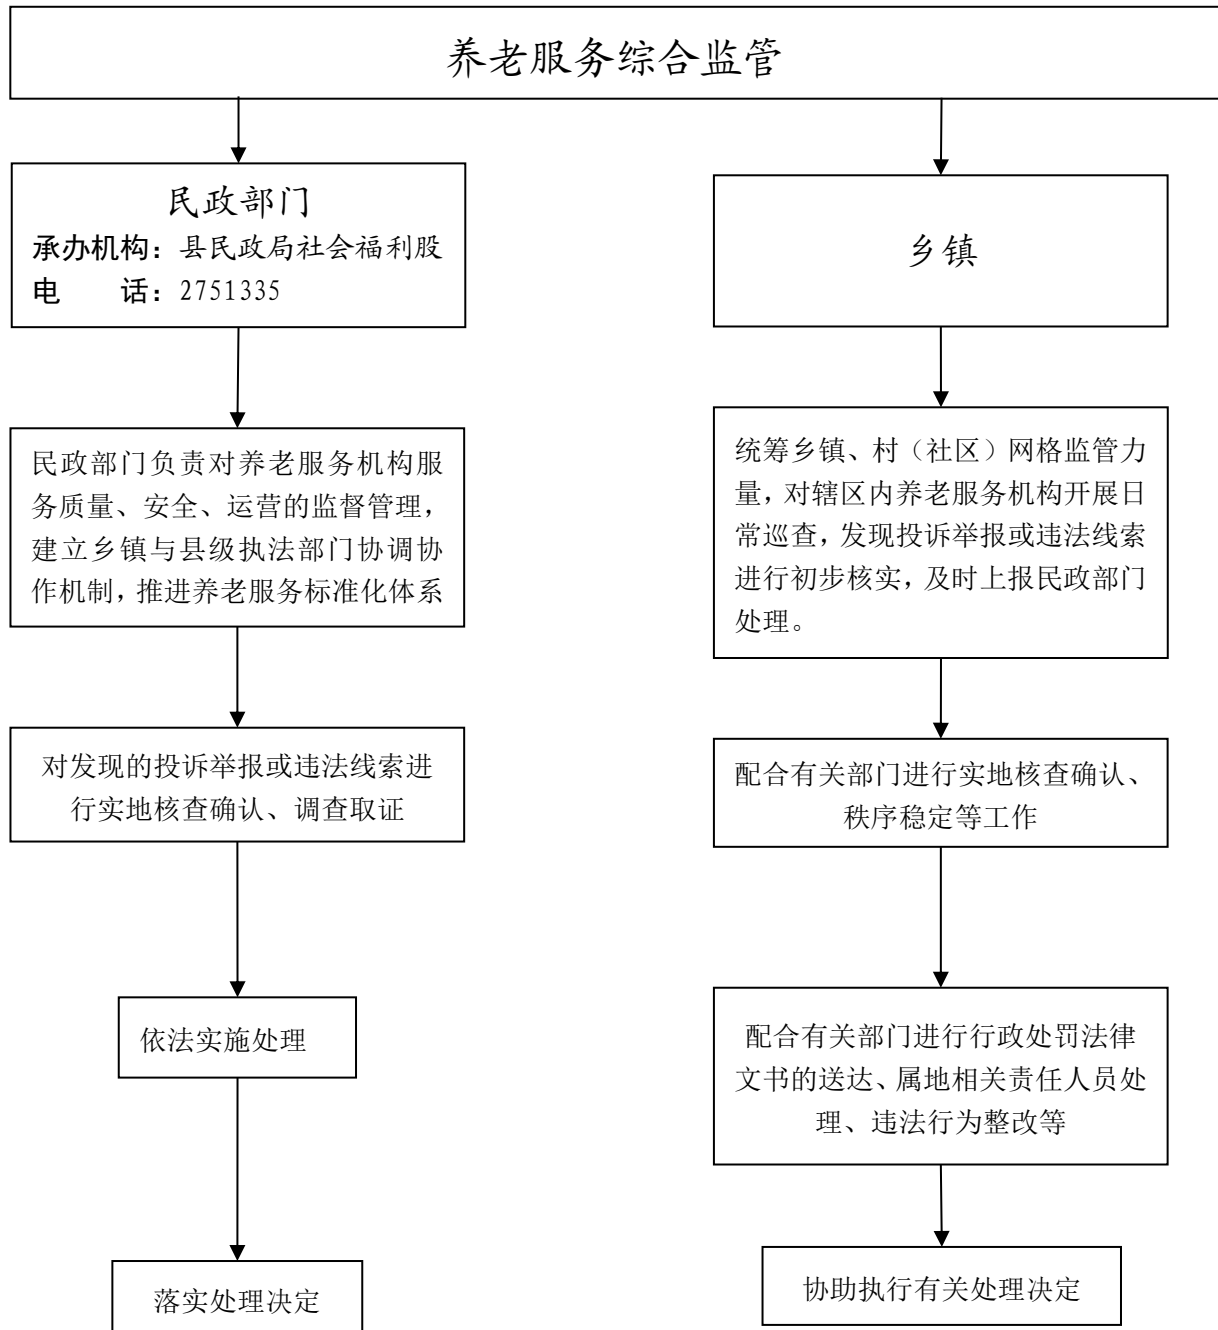 养老服务综合监管
民政部门
承办机构：县民政局社会福利股
电　　话：2751335
民政部门负责对养老服务机构服
务质量、安全、运营的监督管理，
建立乡镇与县级执法部门协调协
作机制，推进养老服务标准化体系
对发现的投诉举报或违法线索进
行实地核查确认、调查取证
依法实施处理
落实处理决定
乡镇
统筹乡镇、村（社区）网格监管力
量，对辖区内养老服务机构开展日
常巡查，发现投诉举报或违法线索
进行初步核实，及时上报民政部门
处理。
配合有关部门进行实地核查确认、
秩序稳定等工作
配合有关部门进行行政处罚法律
文书的送达、属地相关责任人员处
理、违法行为整改等
协助执行有关处理决定